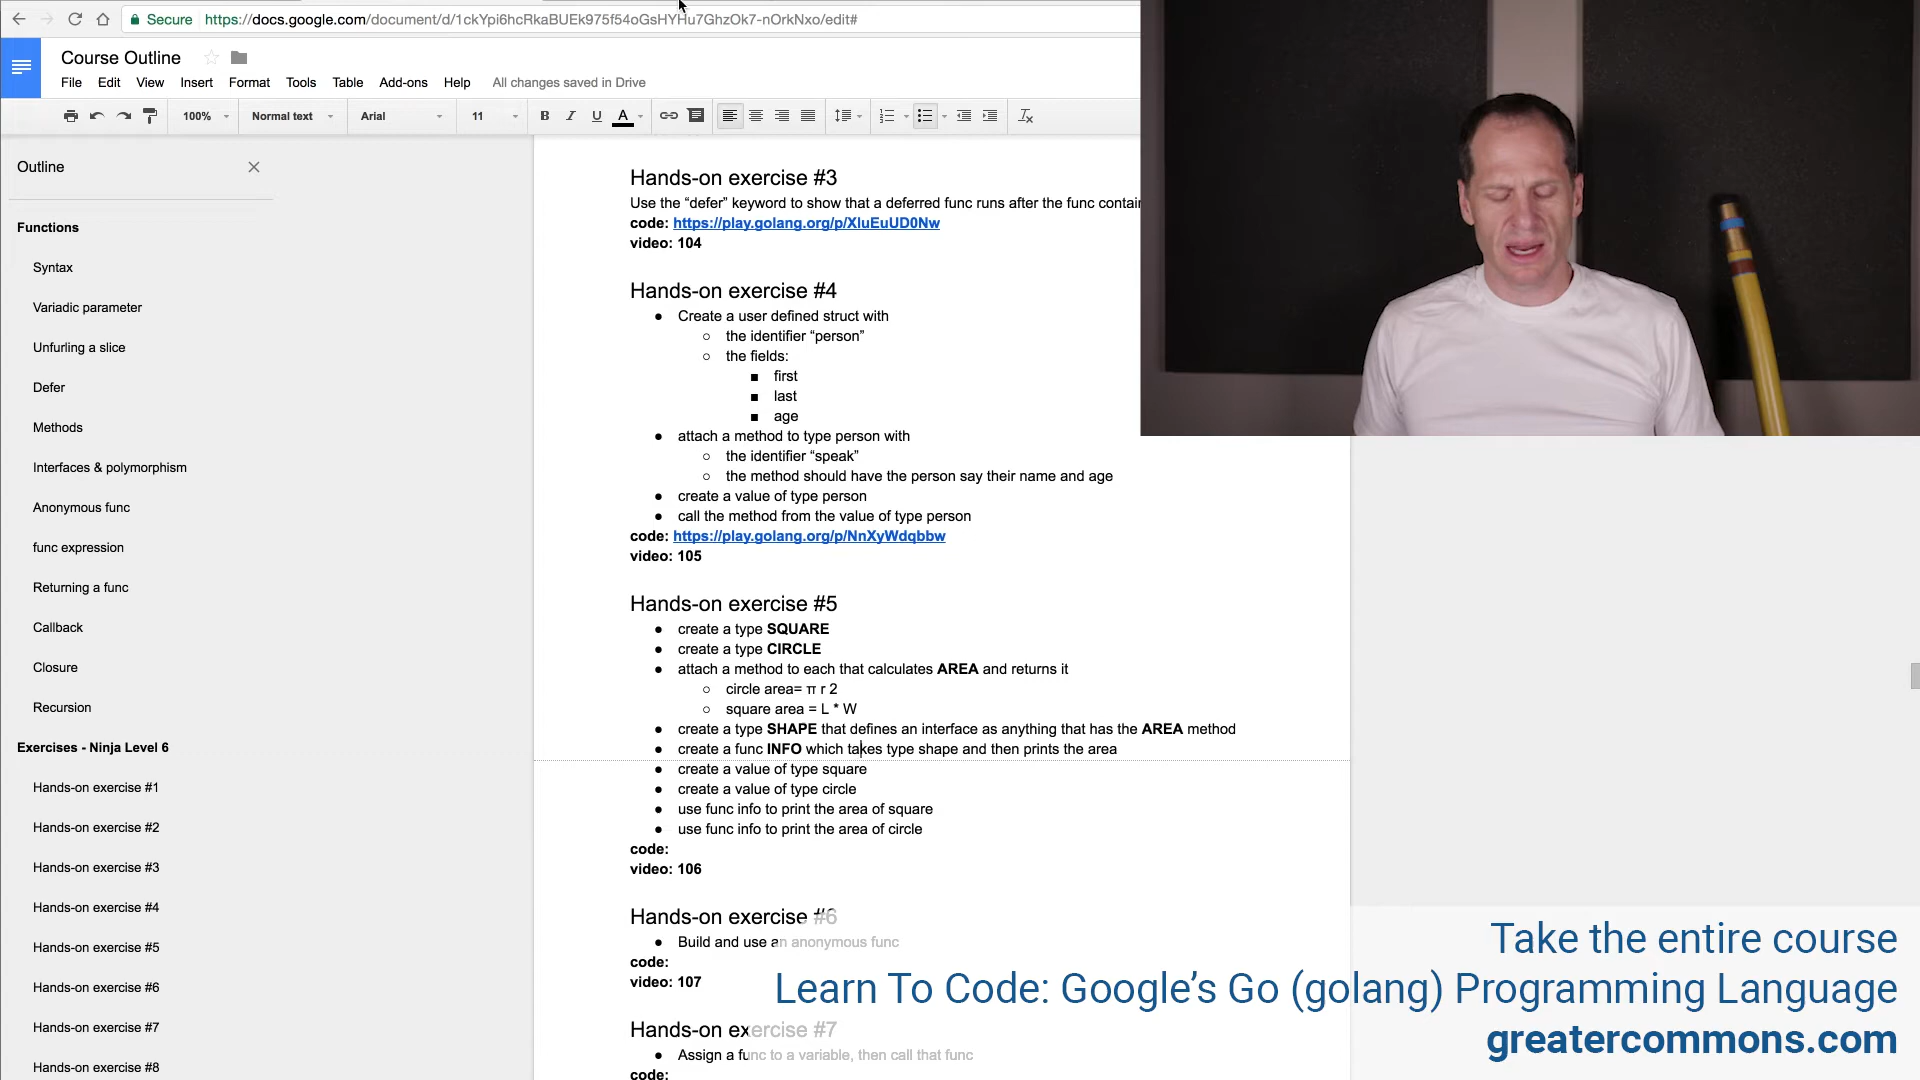 Secure https://docs.google.com/document/d/1ckYpi6hcRkaBUEk975f54oGsHYHu7GhzOk7-nOrkNxo/edit#
Course Outline
File Edit View Insert Format Tools Table Add-ons Help All changes saved in Drive
100% Normal text Arial 11 B I U A
Outline
Functions
Syntax
Variadic parameter
Unfurling a slice
Defer
Methods
Interfaces & polymorphism
Anonymous func
func expression
Returning a func
Callback
Closure
Recursion
Exercises - Ninja Level 6
Hands-on exercise #1
Hands-on exercise #2
Hands-on exercise #3
Hands-on exercise #4
Hands-on exercise #5
Hands-on exercise #6
Hands-on exercise #7
Hands-on exercise #8
Hands-on exercise #3
Use the “defer” keyword to show that a deferred func runs after the func contain
code: https://play.golang.org/p/XluEuUD0Nw
video: 104
Hands-on exercise #4
● Create a user defined struct with
○ the identifier “person”
○ the fields:
■ first
■ last
■ age
● attach a method to type person with
○ the identifier “speak”
○ the method should have the person say their name and age
● create a value of type person
● call the method from the value of type person
code: https://play.golang.org/p/NnXyWdqbbw
video: 105
Hands-on exercise #5
● create a type SQUARE
● create a type CIRCLE
● attach a method to each that calculates AREA and returns it
○ circle area= π r 2
○ square area = L * W
● create a type SHAPE that defines an interface as anything that has the AREA method
● create a func INFO which takes type shape and then prints the area
● create a value of type square
● create a value of type circle
● use func info to print the area of square
● use func info to print the area of circle
code:
video: 106
Hands-on exercise #6
● Build and use an anonymous func
code:
video: 107
Hands-on exercise #7
● Assign a func to a variable, then call that func
code:
Take the entire course
Learn To Code: Google’s Go (golang) Programming Language
greatercommons.com